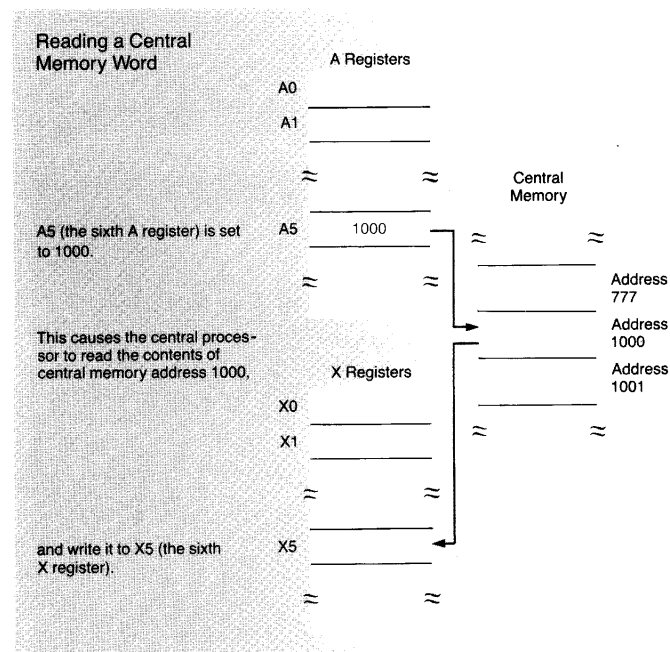 Reading a Central
Memory Word
A Registers
A0
A1
Central
Memory
A5 (the sixth A register) is set
to 1000.
A5
1000
Address
777
This causes the central proces-
sor to read the contents of
central memory address 1000,
Address
1000
X Registers
Address
1001
X0
X1
and write it to X5 (the sixth
X register).
X5